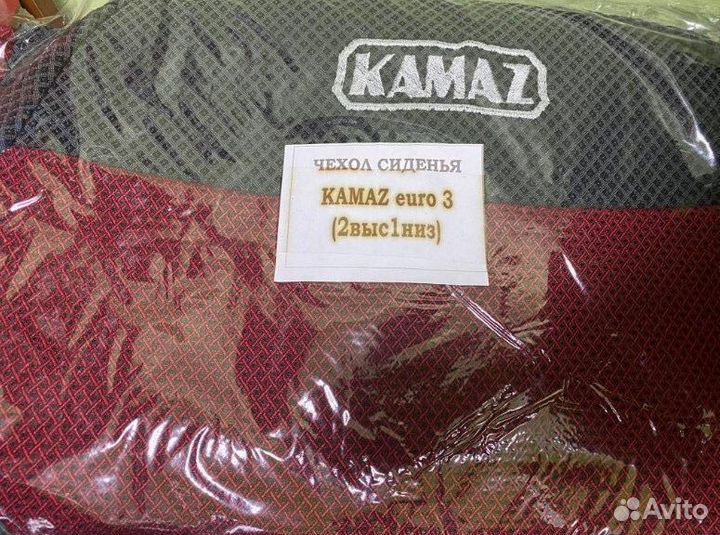 KAMAZ
ЧЕХОЛ СИДЕНЬЯ
KAMAZ euro 3
(2выс1низ)
Avito